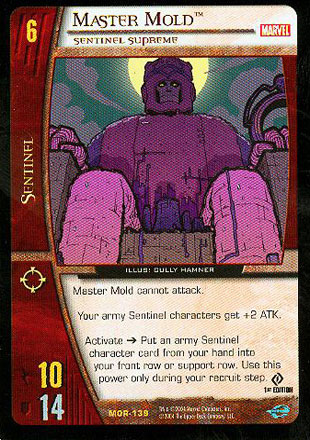 6
MASTER MOLD™
SENTINEL SUPREME
MARVEL
SENTINEL
ILLUS: CULLY HAMNER
Master Mold cannot attack.
Your army Sentinel characters get +2 ATK.
Activate → Put an army Sentinel
character card from your hand into
your front row or support row. Use this
power only during your recruit step.
1st EDITION
10
14
MOR-139